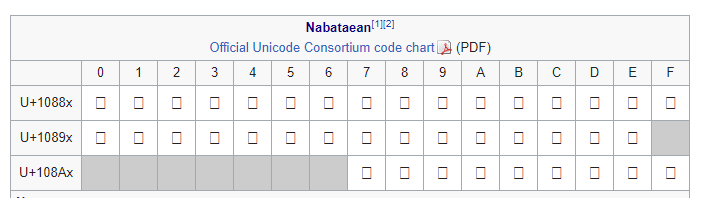 Nabataean[1][2]
Official Unicode Consortium code chart (PDF)
0 1 2 3 4 5 6 7 8 9 A B C D E F
U+1088x
U+1089x
U+108Ax